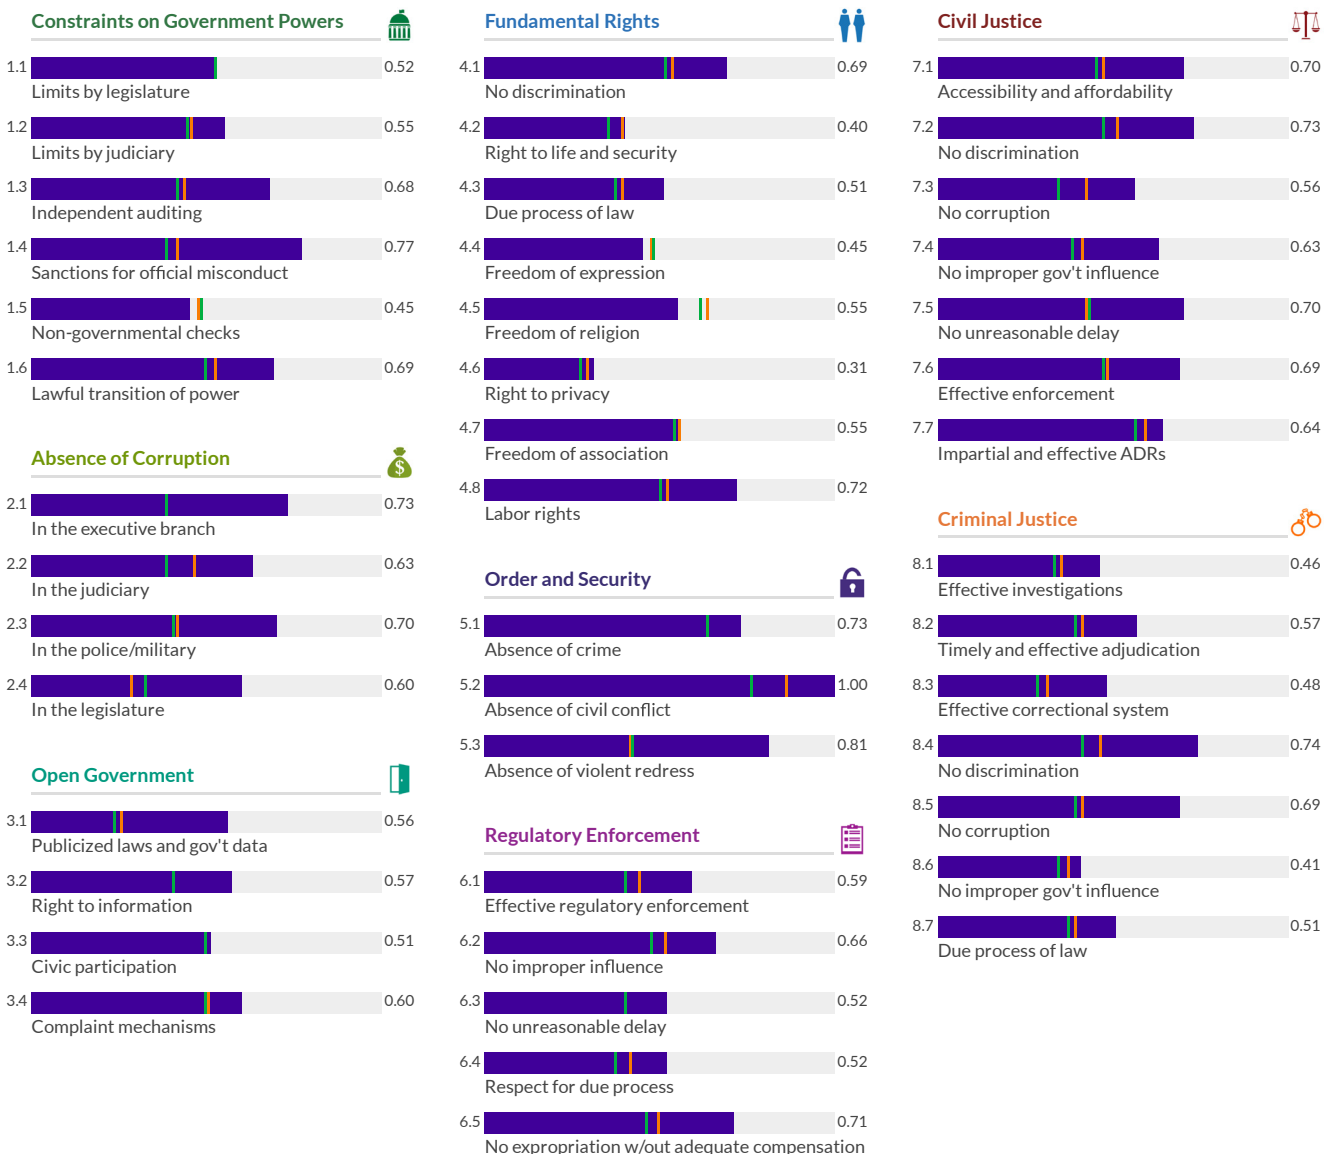 Constraints on Government Powers
1.1 0.52
Limits by legislature
1.2 0.55
Limits by judiciary
1.3 0.68
Independent auditing
1.4 0.77
Sanctions for official misconduct
1.5 0.45
Non-governmental checks
1.6 0.69
Lawful transition of power
Absence of Corruption
$
2.1 0.73
In the executive branch
2.2 0.63
In the judiciary
2.3 0.70
In the police/military
2.4 0.60
In the legislature
Open Government
3.1 0.56
Publicized laws and gov't data
3.2 0.57
Right to information
3.3 0.51
Civic participation
3.4 0.60
Complaint mechanisms
Fundamental Rights
4.1 0.69
No discrimination
4.2 0.40
Right to life and security
4.3 0.51
Due process of law
4.4 0.45
Freedom of expression
4.5 0.55
Freedom of religion
4.6 0.31
Right to privacy
4.7 0.55
Freedom of association
4.8 0.72
Labor rights
Order and Security
5.1 0.73
Absence of crime
5.2 1.00
Absence of civil conflict
5.3 0.81
Absence of violent redress
Regulatory Enforcement
6.1 0.59
Effective regulatory enforcement
6.2 0.66
No improper influence
6.3 0.52
No unreasonable delay
6.4 0.52
Respect for due process
6.5 0.71
No expropriation w/out adequate compensation
Civil Justice
7.1 0.70
Accessibility and affordability
7.2 0.73
No discrimination
7.3 0.56
No corruption
7.4 0.63
No improper gov't influence
7.5 0.70
No unreasonable delay
7.6 0.69
Effective enforcement
7.7 0.64
Impartial and effective ADRs
Criminal Justice
8.1 0.46
Effective investigations
8.2 0.57
Timely and effective adjudication
8.3 0.48
Effective correctional system
8.4 0.74
No discrimination
8.5 0.69
No corruption
8.6 0.41
No improper gov't influence
8.7 0.51
Due process of law